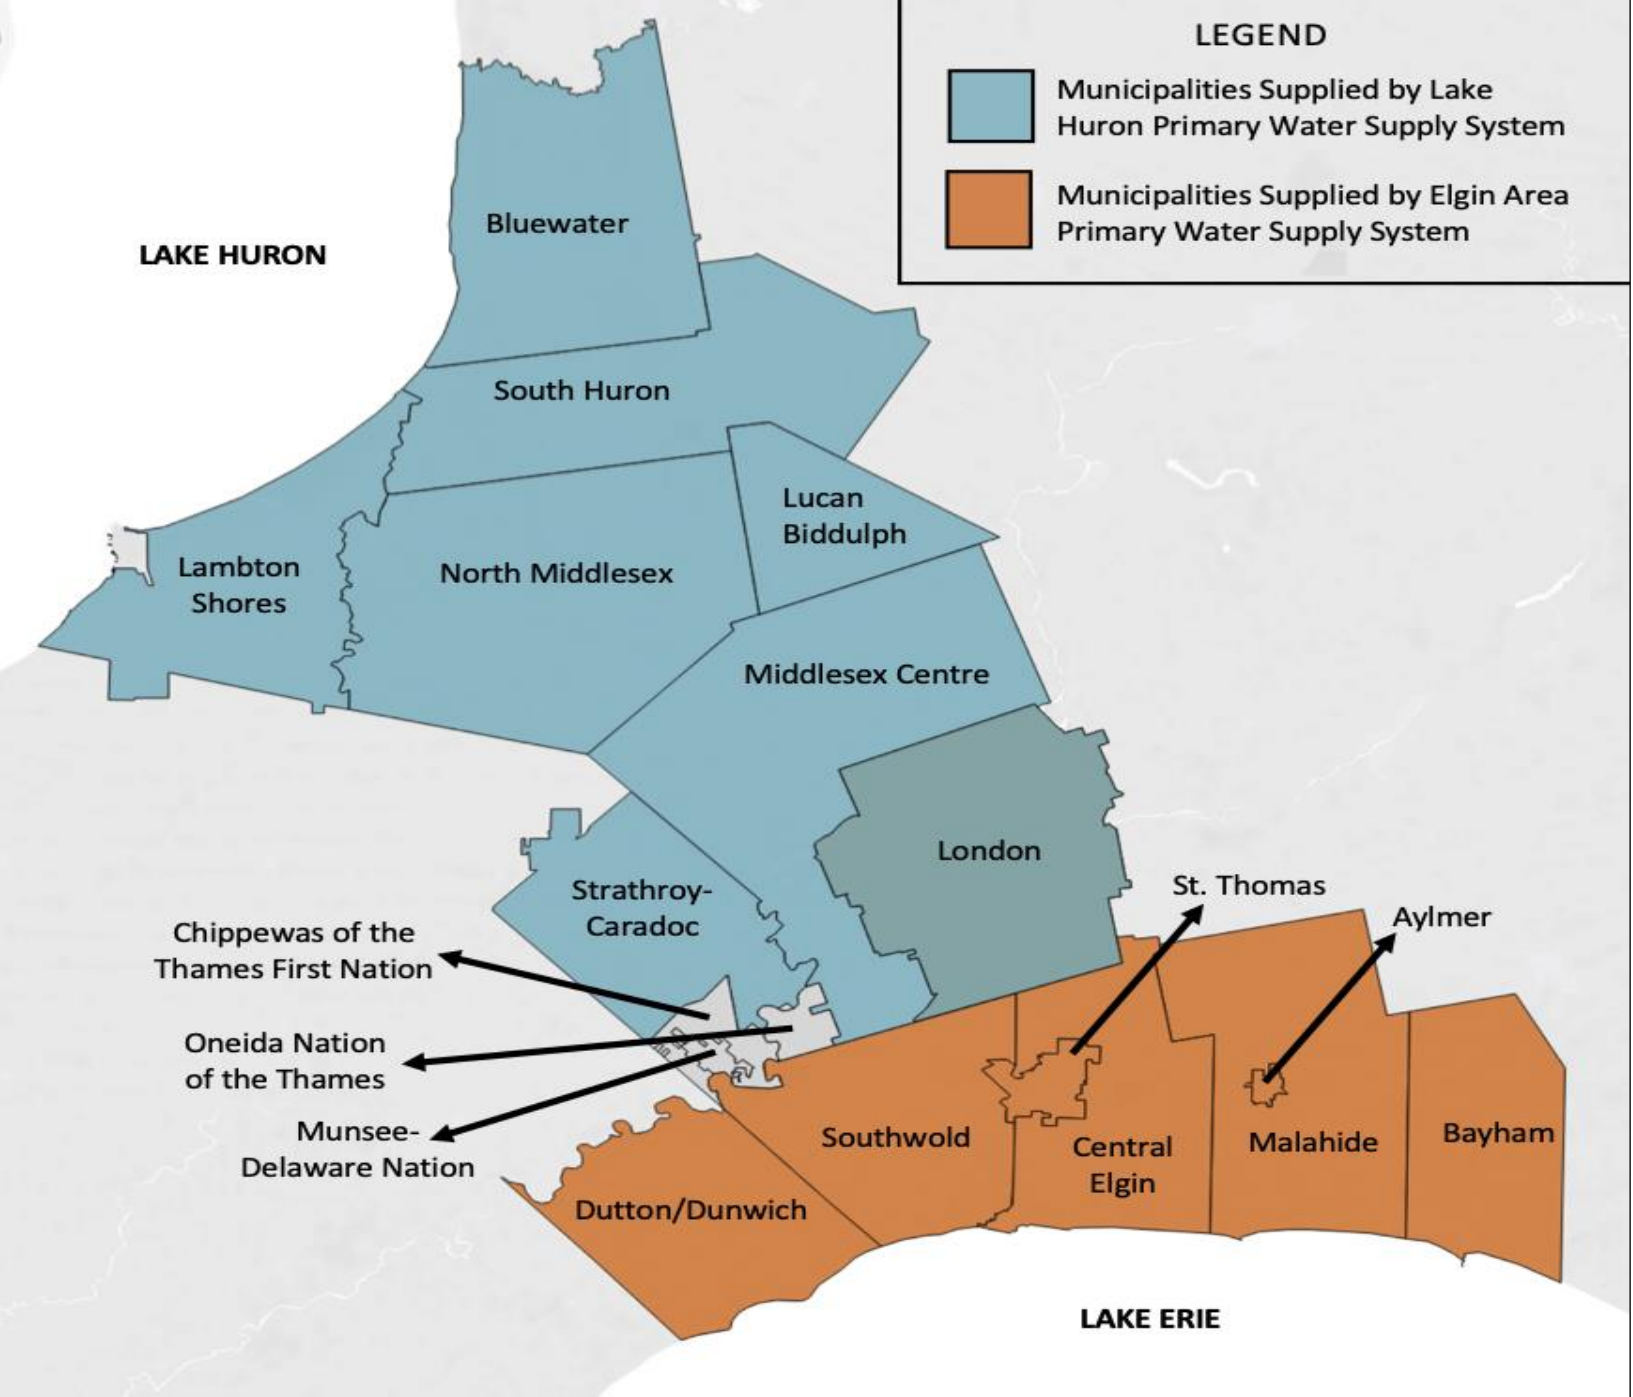 LEGEND
Municipalities Supplied by Lake
Huron Primary Water Supply System
Municipalities Supplied by Elgin Area
Primary Water Supply System
LAKE HURON
Bluewater
South Huron
Lucan
Biddulph
Lambton
Shores
North Middlesex
Middlesex Centre
London
Strathroy-
Caradoc
St. Thomas
Aylmer
Chippewas of the
Thames First Nation
Oneida Nation
of the Thames
Munsee-
Delaware Nation
Southwold
Central
Elgin
Malahide
Bayham
Dutton/Dunwich
LAKE ERIE